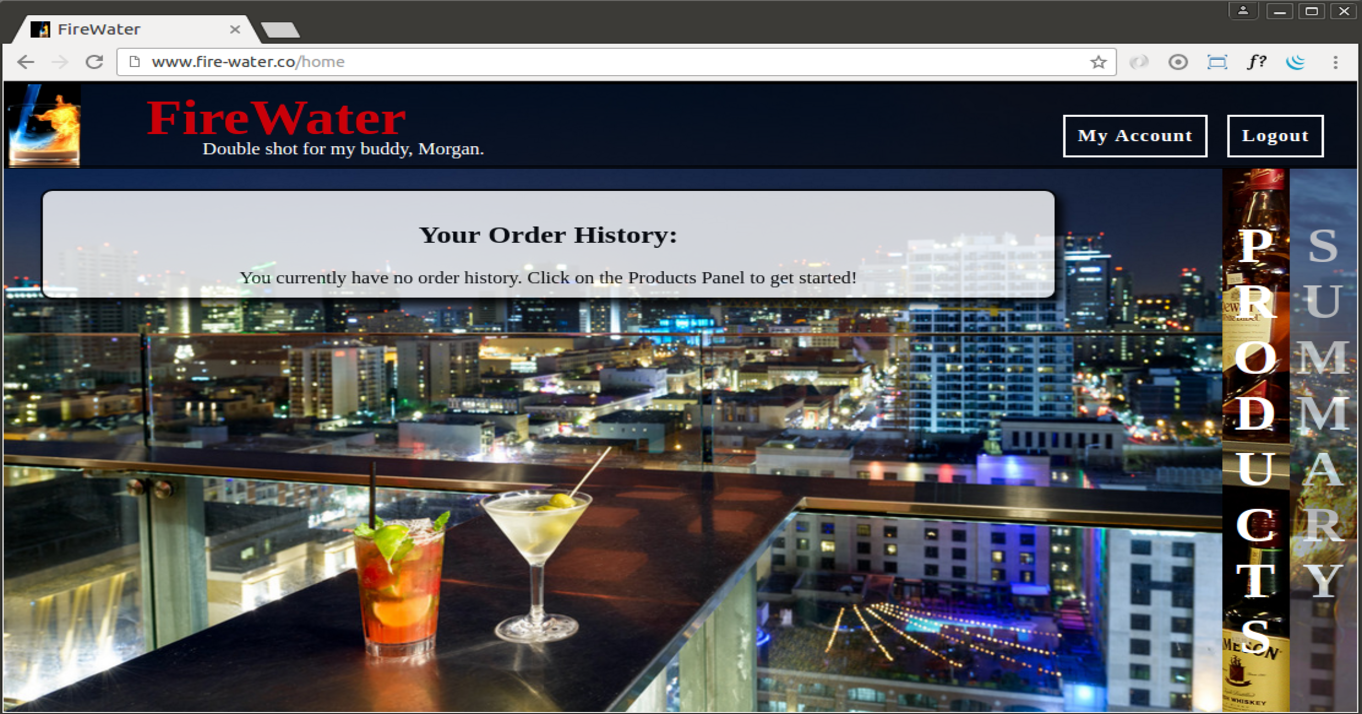 FireWater
www.fire-water.co/home
f?
FireWater
Double shot for my buddy, Morgan.
My Account
Logout
Your Order History:
You currently have no order history. Click on the Products Panel to get started!
PRODUCTS
SUMMARY
WHISKEY